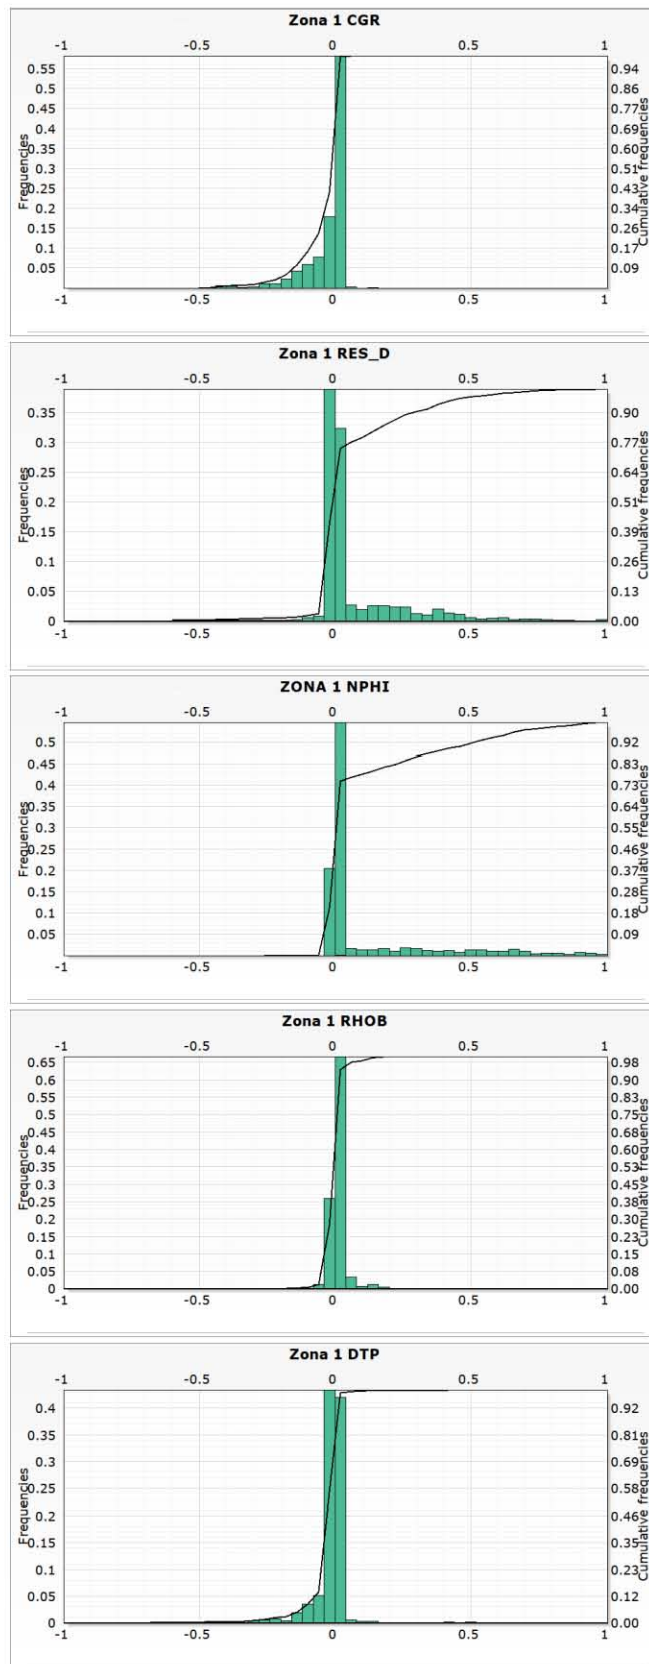 Zona 1 CGR
-1 -0.5 0 0.5 1
0.55 0.94
0.5 0.86
0.45 0.77
0.4 0.69
0.35 0.60
0.3 0.51
0.25 0.43
0.2 0.34
0.15 0.26
0.1 0.17
0.05 0.09
Frequencies
Cumulative frequencies
-1 -0.5 0 0.5 1
Zona 1 RES_D
-1 -0.5 0 0.5 1
0.35 0.90
0.3 0.77
0.25 0.64
0.2 0.51
0.15 0.39
0.1 0.26
0.05 0.13
0 0.00
Frequencies
Cumulative frequencies
-1 -0.5 0 0.5 1
ZONA 1 NPHI
-1 -0.5 0 0.5 1
0.5 0.92
0.45 0.83
0.4 0.73
0.35 0.64
0.3 0.55
0.25 0.46
0.2 0.37
0.15 0.28
0.1 0.18
0.05 0.09
Frequencies
Cumulative frequencies
-1 -0.5 0 0.5 1
Zona 1 RHOB
-1 -0.5 0 0.5 1
0.65 0.98
0.6 0.90
0.55 0.83
0.5 0.75
0.45 0.68
0.4 0.60
0.35 0.53
0.3 0.45
0.25 0.38
0.2 0.30
0.15 0.23
0.1 0.15
0.05 0.08
0 0.00
Frequencies
Cumulative frequencies
-1 -0.5 0 0.5 1
Zona 1 DTP
-1 -0.5 0 0.5 1
0.4 0.92
0.35 0.81
0.3 0.69
0.25 0.58
0.2 0.46
0.15 0.35
0.1 0.23
0.05 0.12
0 0.00
Frequencies
Cumulative frequencies
-1 -0.5 0 0.5 1